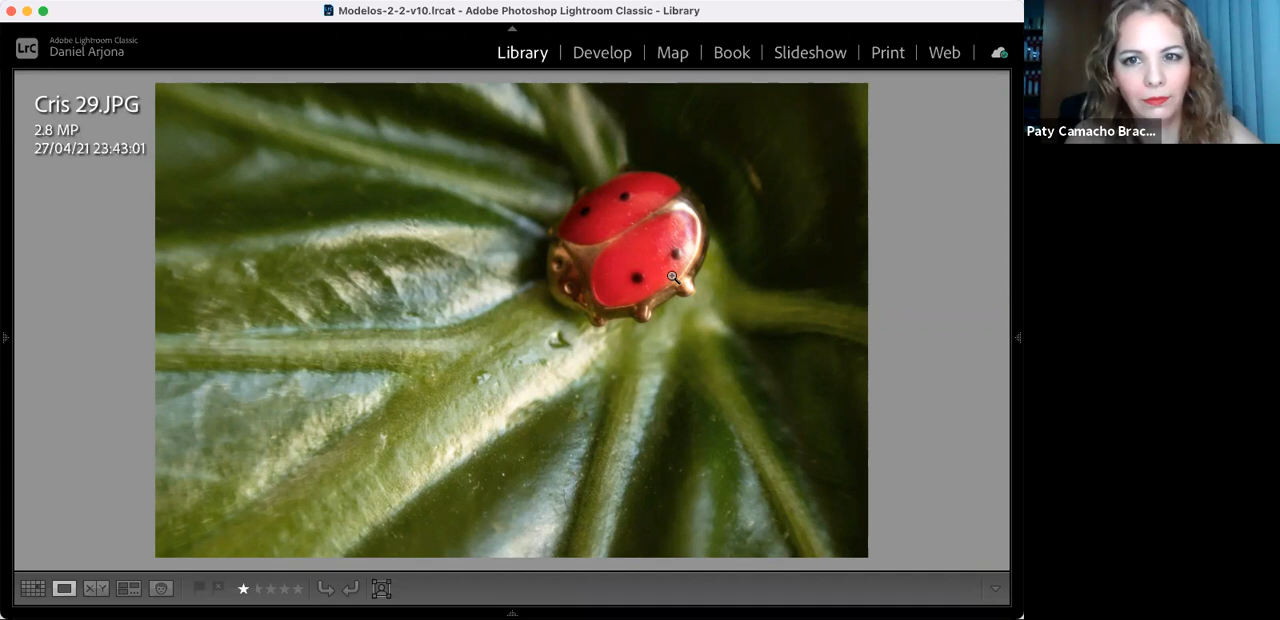 Modelos-2-2-v10.lrcat - Adobe Photoshop Lightroom Classic - Library
LrC
Adobe Lightroom Classic
Daniel Arjona
Library | Develop | Map | Book | Slideshow | Print | Web |
Cris 29.JPG
2.8 MP
27/04/21 23:43:01
Paty Camacho Brac...
X Y